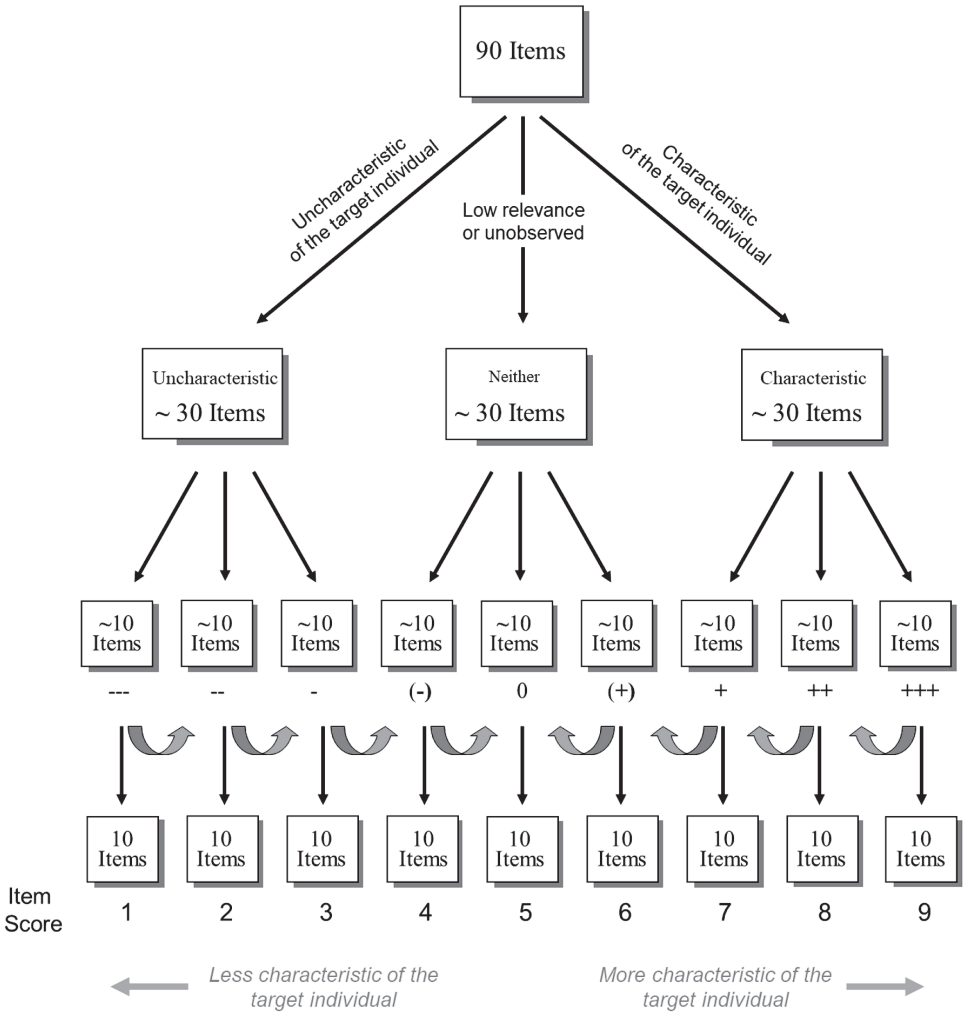 90 Items
Uncharacteristic
of the target individual
Low relevance
or unobserved
Characteristic
of the target individual
Uncharacteristic
~ 30 Items
Neither
~ 30 Items
Characteristic
~ 30 Items
~10
Items
~10
Items
~10
Items
~10
Items
~10
Items
~10
Items
~10
Items
~10
Items
~10
Items
--- -- - (-) 0 (+) + ++ +++
10
Items
10
Items
10
Items
10
Items
10
Items
10
Items
10
Items
10
Items
10
Items
Item
Score
1 2 3 4 5 6 7 8 9
Less characteristic of the
target individual
More characteristic of the
target individual